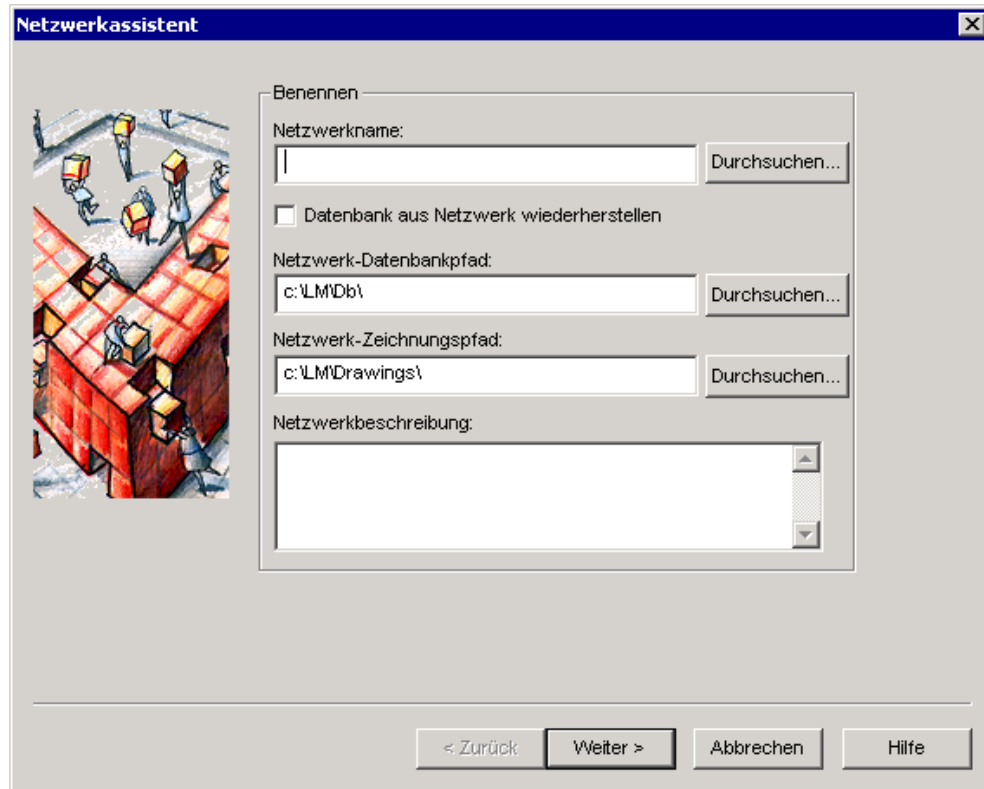 Netzwerkassistent
Benennen
Netzwerkname:
Durchsuchen...
Datenbank aus Netzwerk wiederherstellen
Netzwerk-Datenbankpfad:
c:\LM\Db\
Durchsuchen...
Netzwerk-Zeichnungspfad:
c:\LM\Drawings\
Durchsuchen...
Netzwerkbeschreibung:
< Zurück
Weiter >
Abbrechen
Hilfe